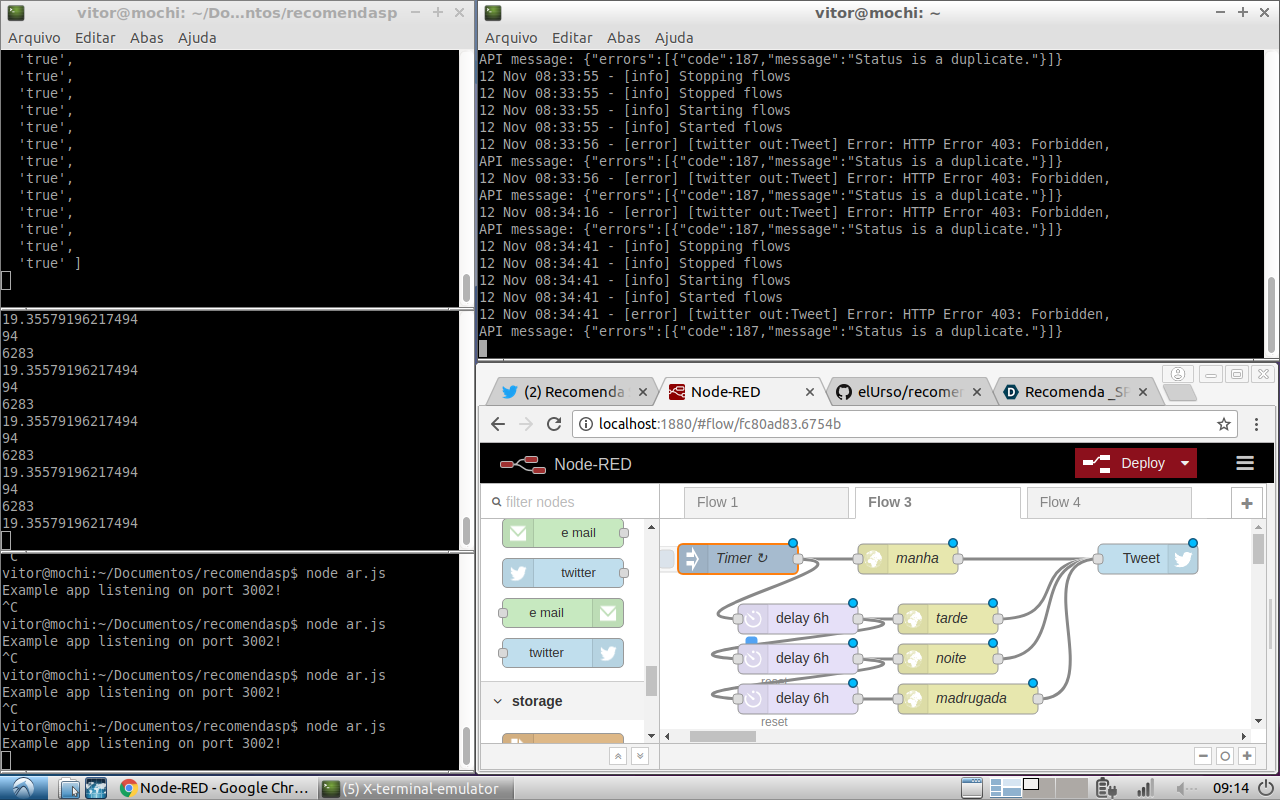 vitor@mochi: ~/Do…ntos/recomendasp
Arquivo Editar Abas Ajuda
'true',
'true',
'true',
'true',
'true',
'true',
'true',
'true',
'true',
'true',
'true',
'true',
'true' ]
19.35579196217494
94
6283
19.35579196217494
94
6283
19.35579196217494
94
6283
19.35579196217494
94
6283
19.35579196217494
^C
vitor@mochi:~/Documentos/recomendasp$ node ar.js
Example app listening on port 3002!
^C
vitor@mochi:~/Documentos/recomendasp$ node ar.js
Example app listening on port 3002!
^C
vitor@mochi:~/Documentos/recomendasp$ node ar.js
Example app listening on port 3002!
^C
vitor@mochi:~/Documentos/recomendasp$ node ar.js
Example app listening on port 3002!
vitor@mochi: ~
Arquivo Editar Abas Ajuda
API message: {"errors":[{"code":187,"message":"Status is a duplicate."}]}
12 Nov 08:33:55 - [info] Stopping flows
12 Nov 08:33:55 - [info] Stopped flows
12 Nov 08:33:55 - [info] Starting flows
12 Nov 08:33:55 - [info] Started flows
12 Nov 08:33:56 - [error] [twitter out:Tweet] Error: HTTP Error 403: Forbidden,
API message: {"errors":[{"code":187,"message":"Status is a duplicate."}]}
12 Nov 08:33:56 - [error] [twitter out:Tweet] Error: HTTP Error 403: Forbidden,
API message: {"errors":[{"code":187,"message":"Status is a duplicate."}]}
12 Nov 08:34:16 - [error] [twitter out:Tweet] Error: HTTP Error 403: Forbidden,
API message: {"errors":[{"code":187,"message":"Status is a duplicate."}]}
12 Nov 08:34:41 - [info] Stopping flows
12 Nov 08:34:41 - [info] Stopped flows
12 Nov 08:34:41 - [info] Starting flows
12 Nov 08:34:41 - [info] Started flows
12 Nov 08:34:41 - [error] [twitter out:Tweet] Error: HTTP Error 403: Forbidden,
API message: {"errors":[{"code":187,"message":"Status is a duplicate."}]}
(2) Recomenda Node-RED elUrso/recomen Recomenda _SP
localhost:1880/#flow/fc80ad83.6754b
Node-RED Deploy
filter nodes Flow 1 Flow 3 Flow 4
e mail
twitter
e mail
twitter
storage
Timer ↻ manha Tweet
delay 6h tarde
delay 6h noite
reset
delay 6h madrugada
reset
Node-RED - Google Chr... (5) X-terminal-emulator 09:14